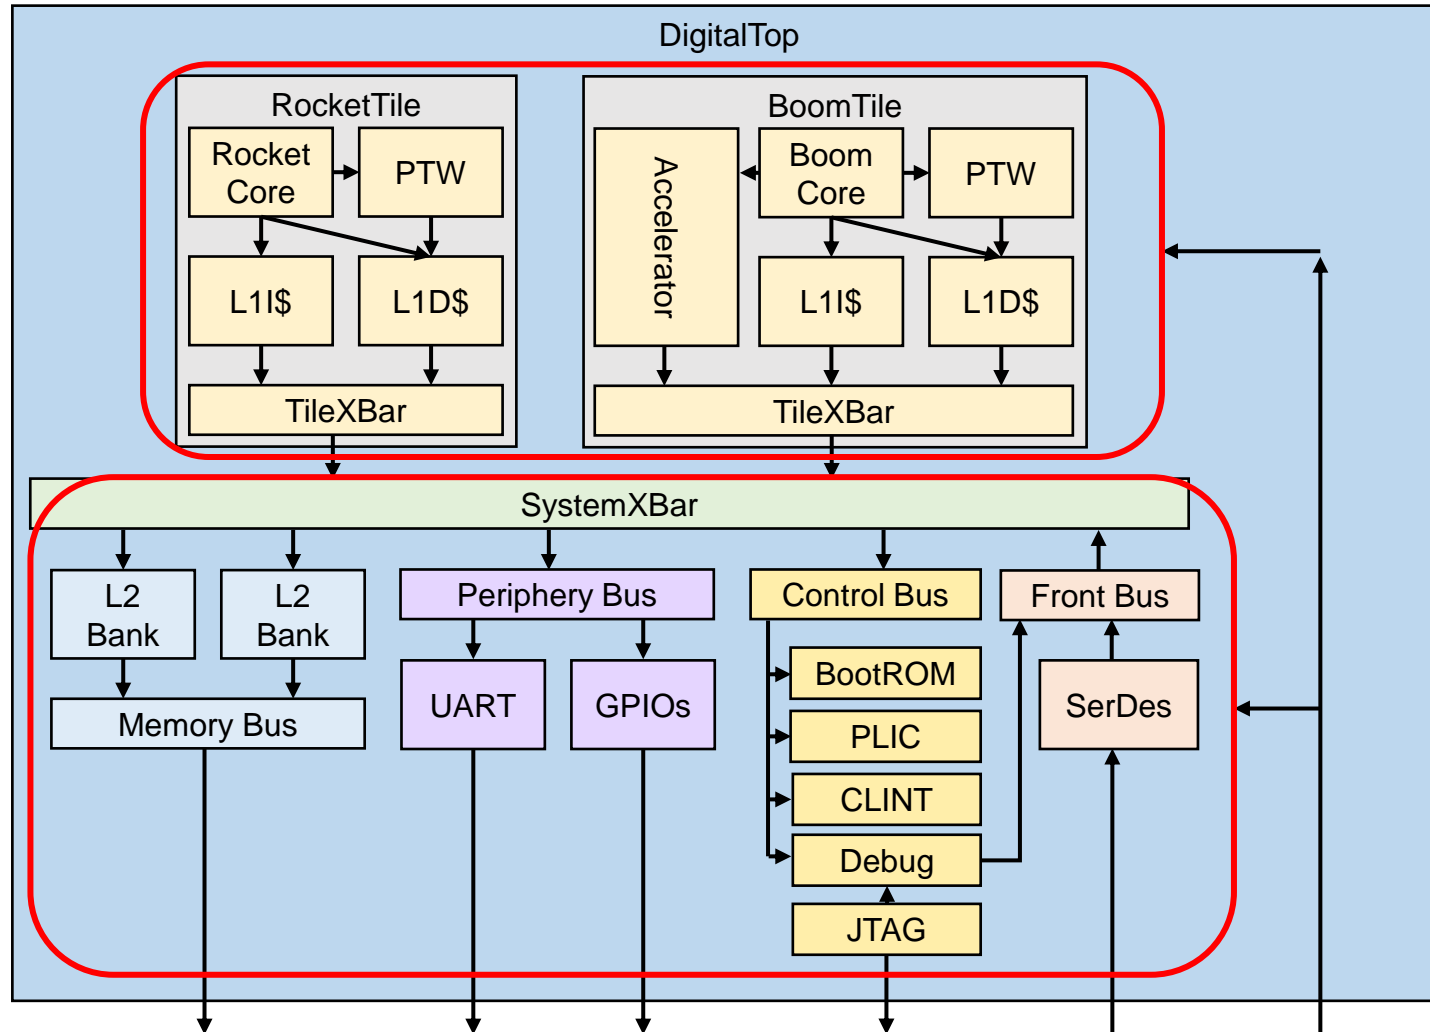 DigitalTop
RocketTile
Rocket
Core
PTW
L1I$
L1D$
TileXBar
BoomTile
Accelerator
Boom
Core
PTW
L1I$
L1D$
TileXBar
SystemXBar
L2
Bank
L2
Bank
Memory Bus
Periphery Bus
UART
GPIOs
Control Bus
BootROM
PLIC
CLINT
Debug
JTAG
Front Bus
SerDes